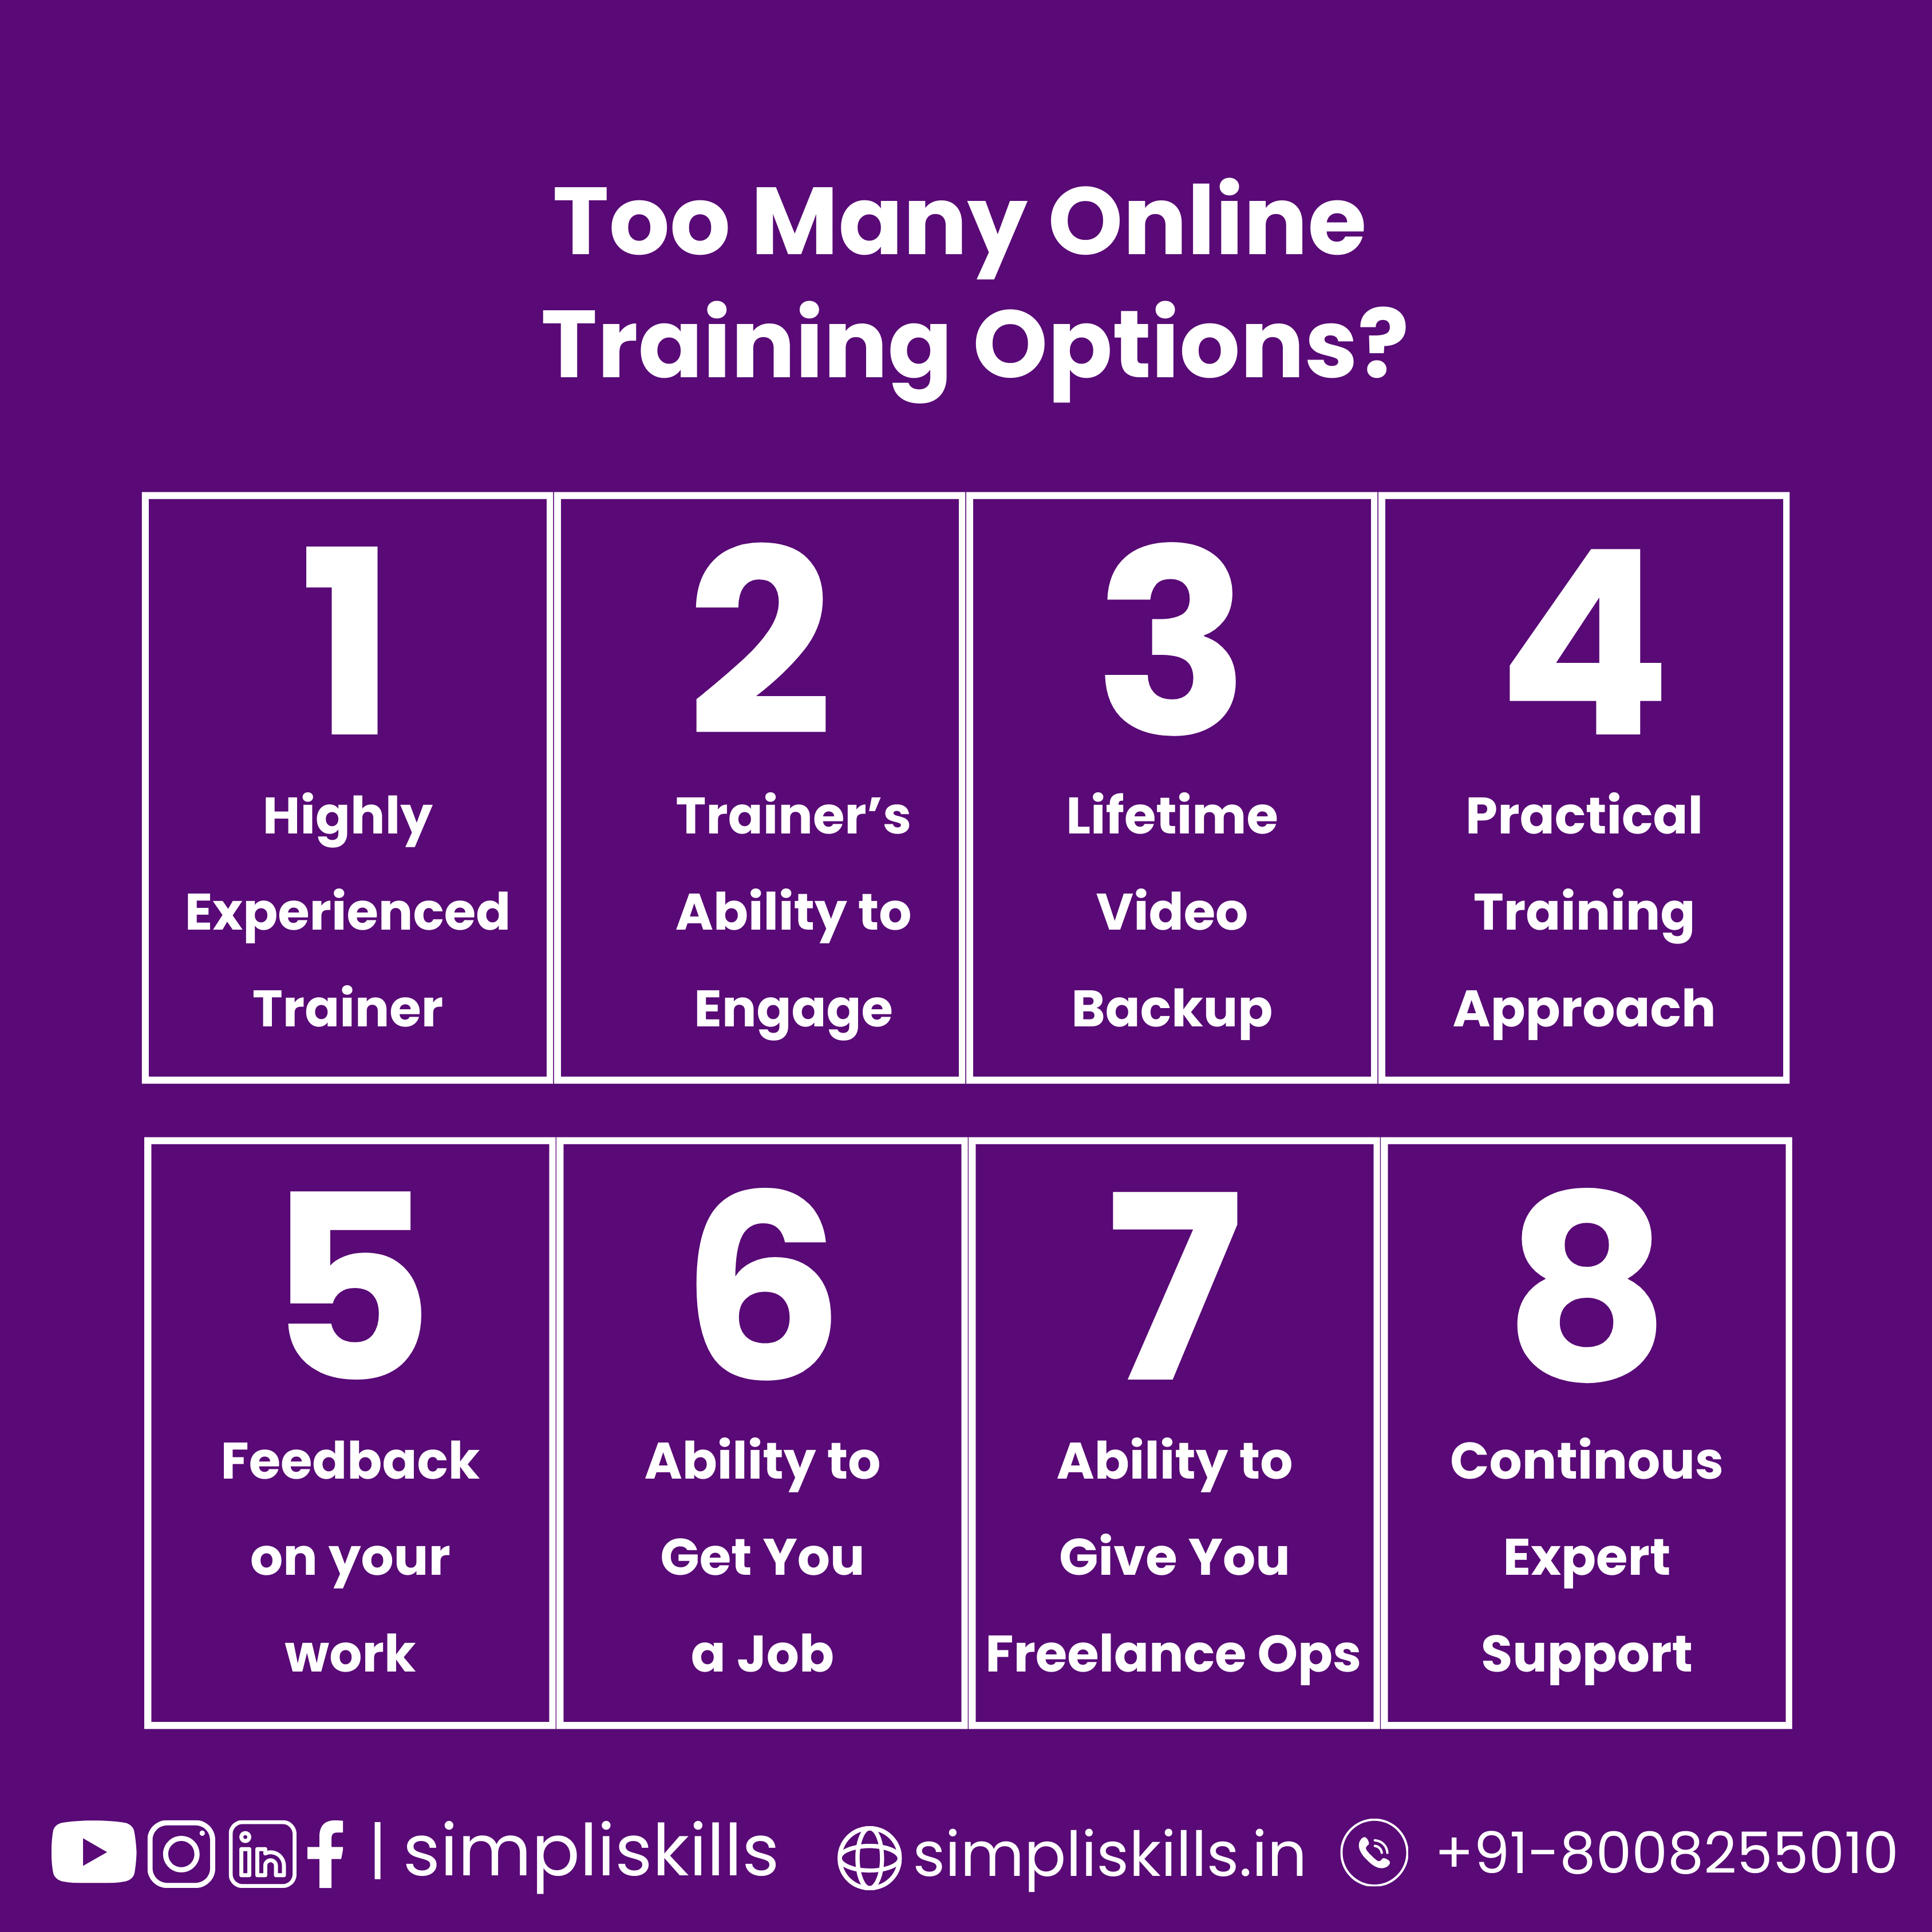 Too Many Online
Training Options?
1
Highly
Experienced
Trainer
2
Trainer’s
Ability to
Engage
3
Lifetime
Video
Backup
4
Practical
Training
Approach
5
Feedback
on your
work
6
Ability to
Get You
a Job
7
Ability to
Give You
Freelance Ops
8
Continous
Expert
Support
| simpliskills
simpliskills.in
+91-8008255010